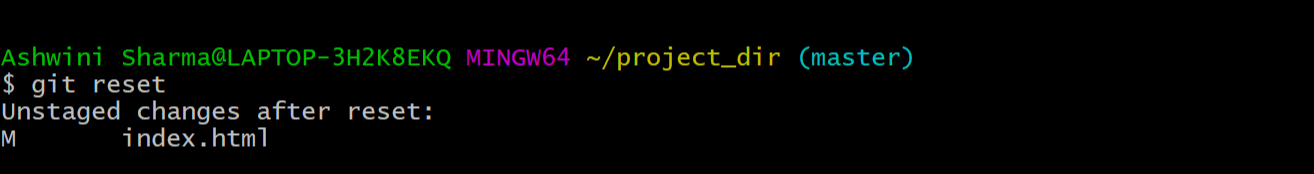 Ashwini Sharma@LAPTOP-3H2K8EKQ MINGW64 ~/project_dir (master)
$ git reset
Unstaged changes after reset:
M       index.html